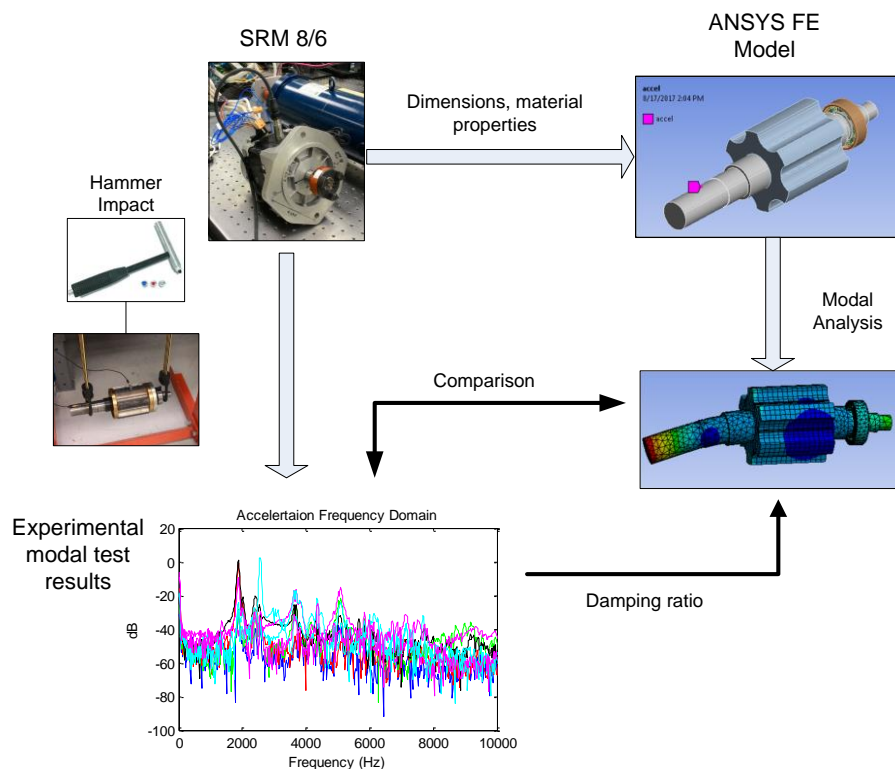 SRM 8/6
ANSYS FE
Model
accel
8/17/2017 2:04 PM
accel
Dimensions, material
properties
Hammer
Impact
Modal
Analysis
Comparison
Experimental
modal test
results
Accelertaion Frequency Domain
20
0
-20
-40
-60
-80
-100
dB
0
2000
4000
6000
8000
10000
Frequency (Hz)
Damping ratio